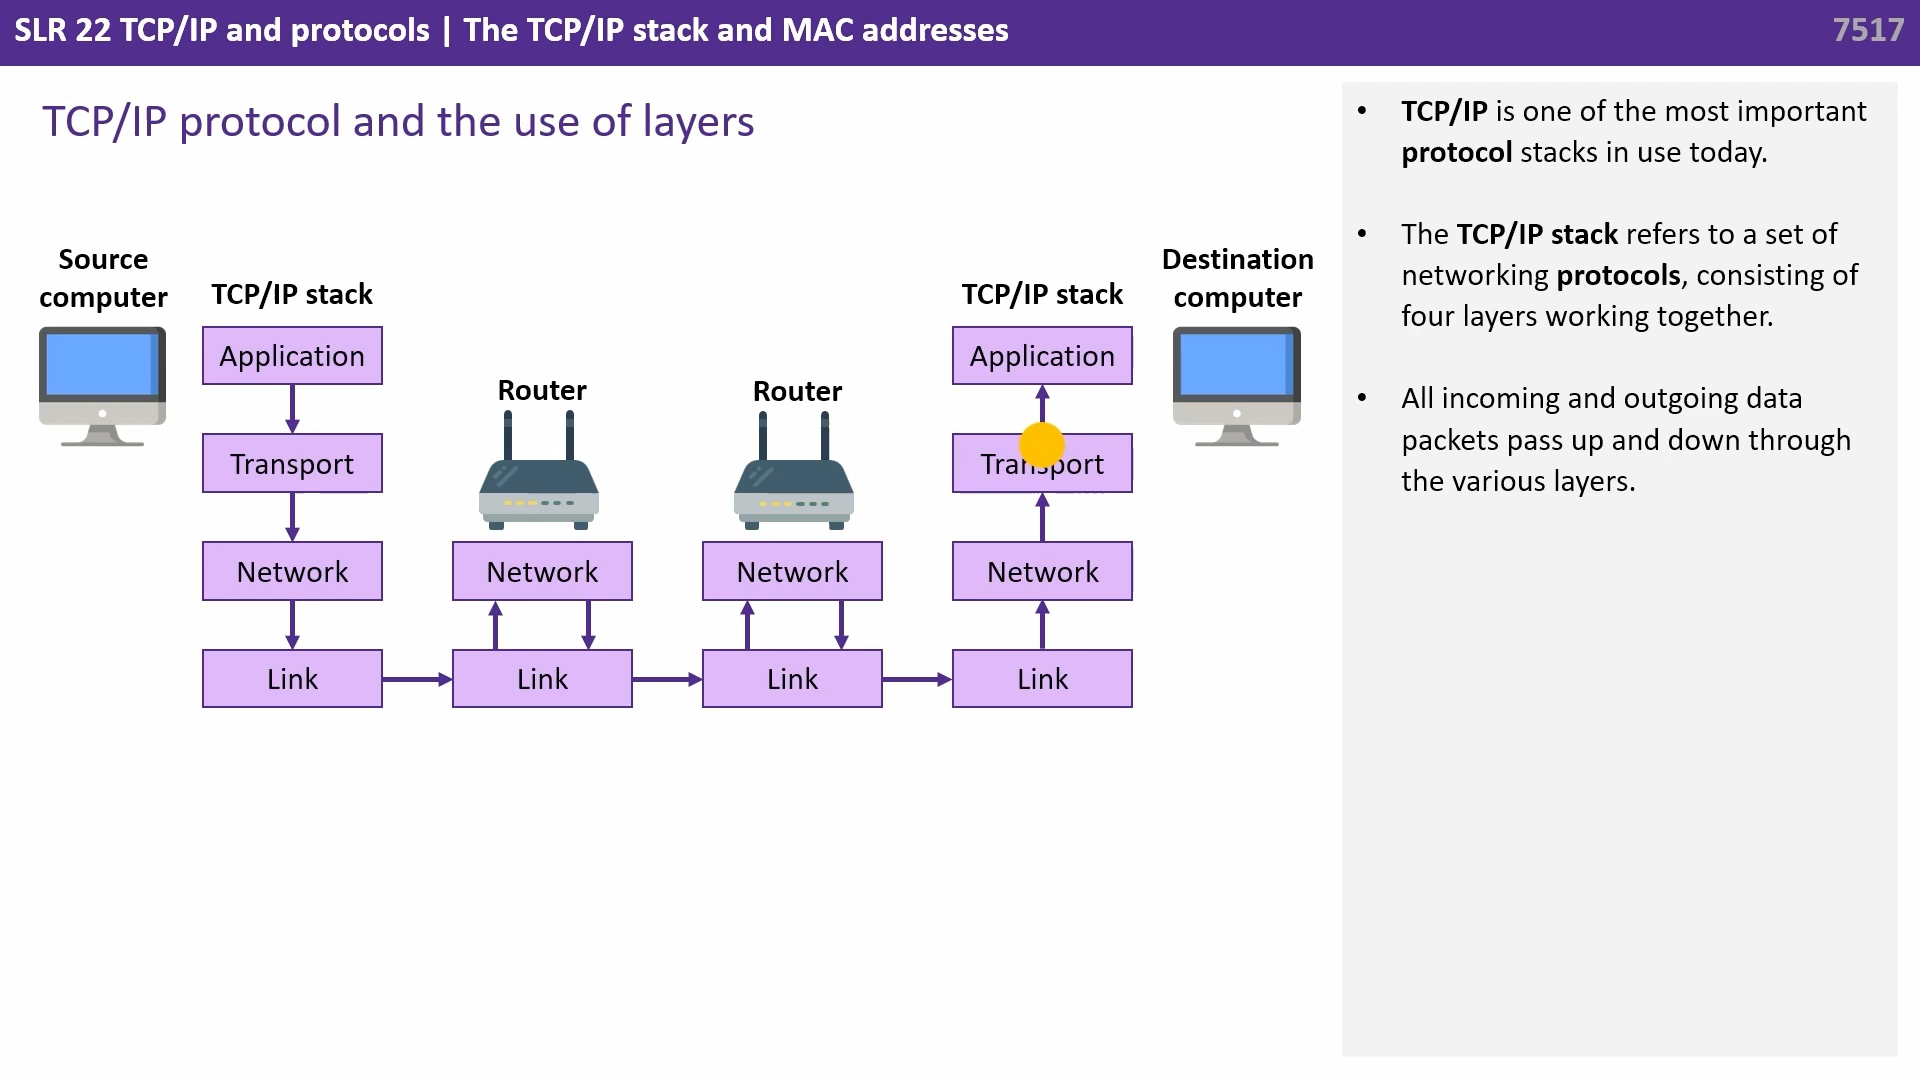 SLR 22 TCP/IP and protocols | The TCP/IP stack and MAC addresses
7517
TCP/IP protocol and the use of layers
Source
computer
TCP/IP stack
Application
Transport
Network
Link
Router
Network
Link
Router
Network
Link
TCP/IP stack
Application
Transport
Network
Link
Destination
computer
• TCP/IP is one of the most important
protocol stacks in use today.
• The TCP/IP stack refers to a set of
networking protocols, consisting of
four layers working together.
• All incoming and outgoing data
packets pass up and down through
the various layers.